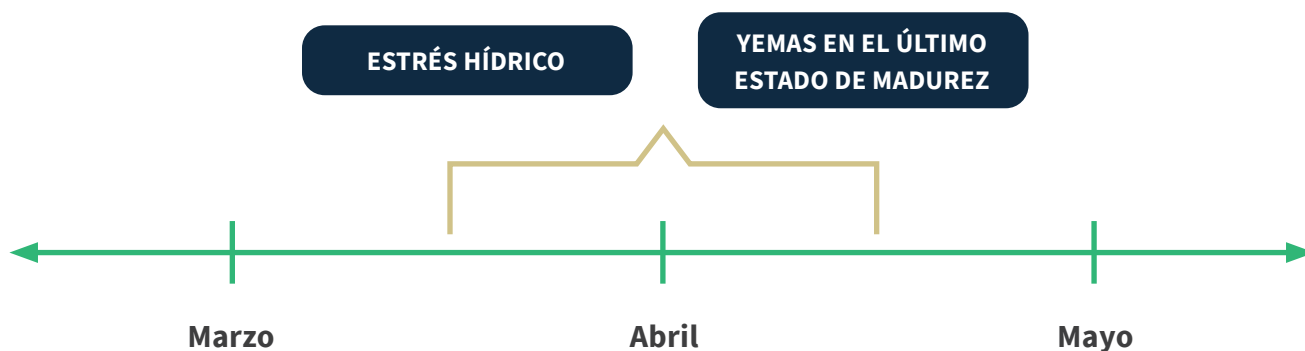 ESTRÉS HÍDRICO
YEMAS EN EL ÚLTIMO
ESTADO DE MADUREZ
Marzo
Abril
Mayo